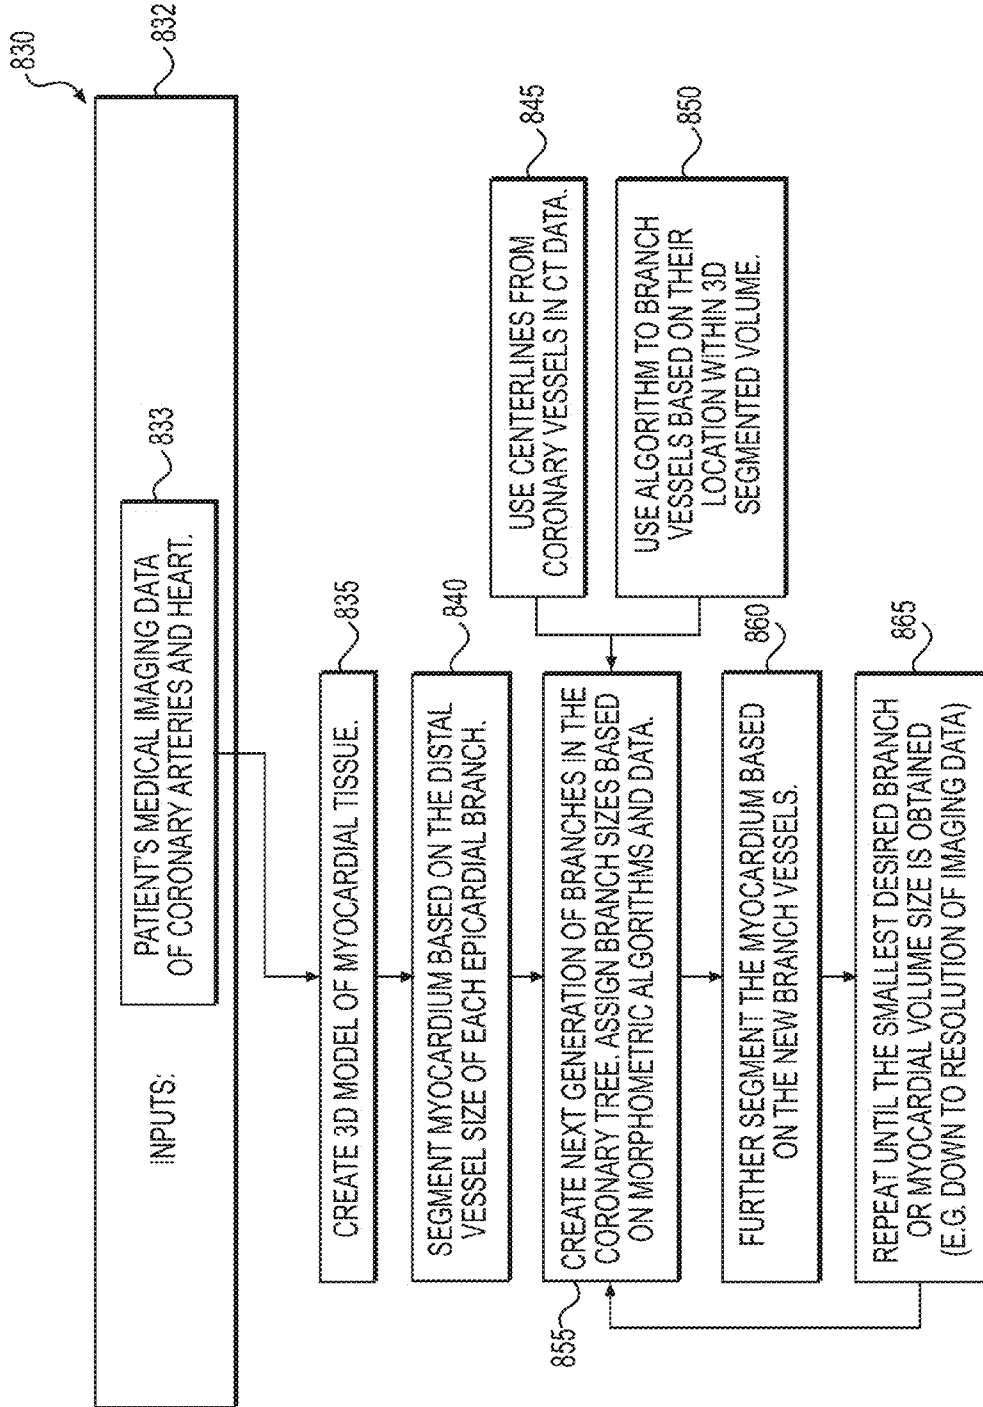 830
832
INPUTS:
833
PATIENT'S MEDICAL IMAGING DATA
OF CORONARY ARTERIES AND HEART.
835
CREATE 3D MODEL OF MYOCARDIAL TISSUE.
840
SEGMENT MYOCARDIUM BASED ON THE DISTAL
VESSEL SIZE OF EACH EPICARDIAL BRANCH.
845
USE CENTERLINES FROM
CORONARY VESSELS IN CT DATA.
850
USE ALGORITHM TO BRANCH
VESSELS BASED ON THEIR
LOCATION WITHIN 3D
SEGMENTED VOLUME.
855
CREATE NEXT GENERATION OF BRANCHES IN THE
CORONARY TREE. ASSIGN BRANCH SIZES BASED
ON MORPHOMETRIC ALGORITHMS AND DATA.
860
FURTHER SEGMENT THE MYOCARDIUM BASED
ON THE NEW BRANCH VESSELS.
865
REPEAT UNTIL THE SMALLEST DESIRED BRANCH
OR MYOCARDIAL VOLUME SIZE IS OBTAINED
(E.G. DOWN TO RESOLUTION OF IMAGING DATA)